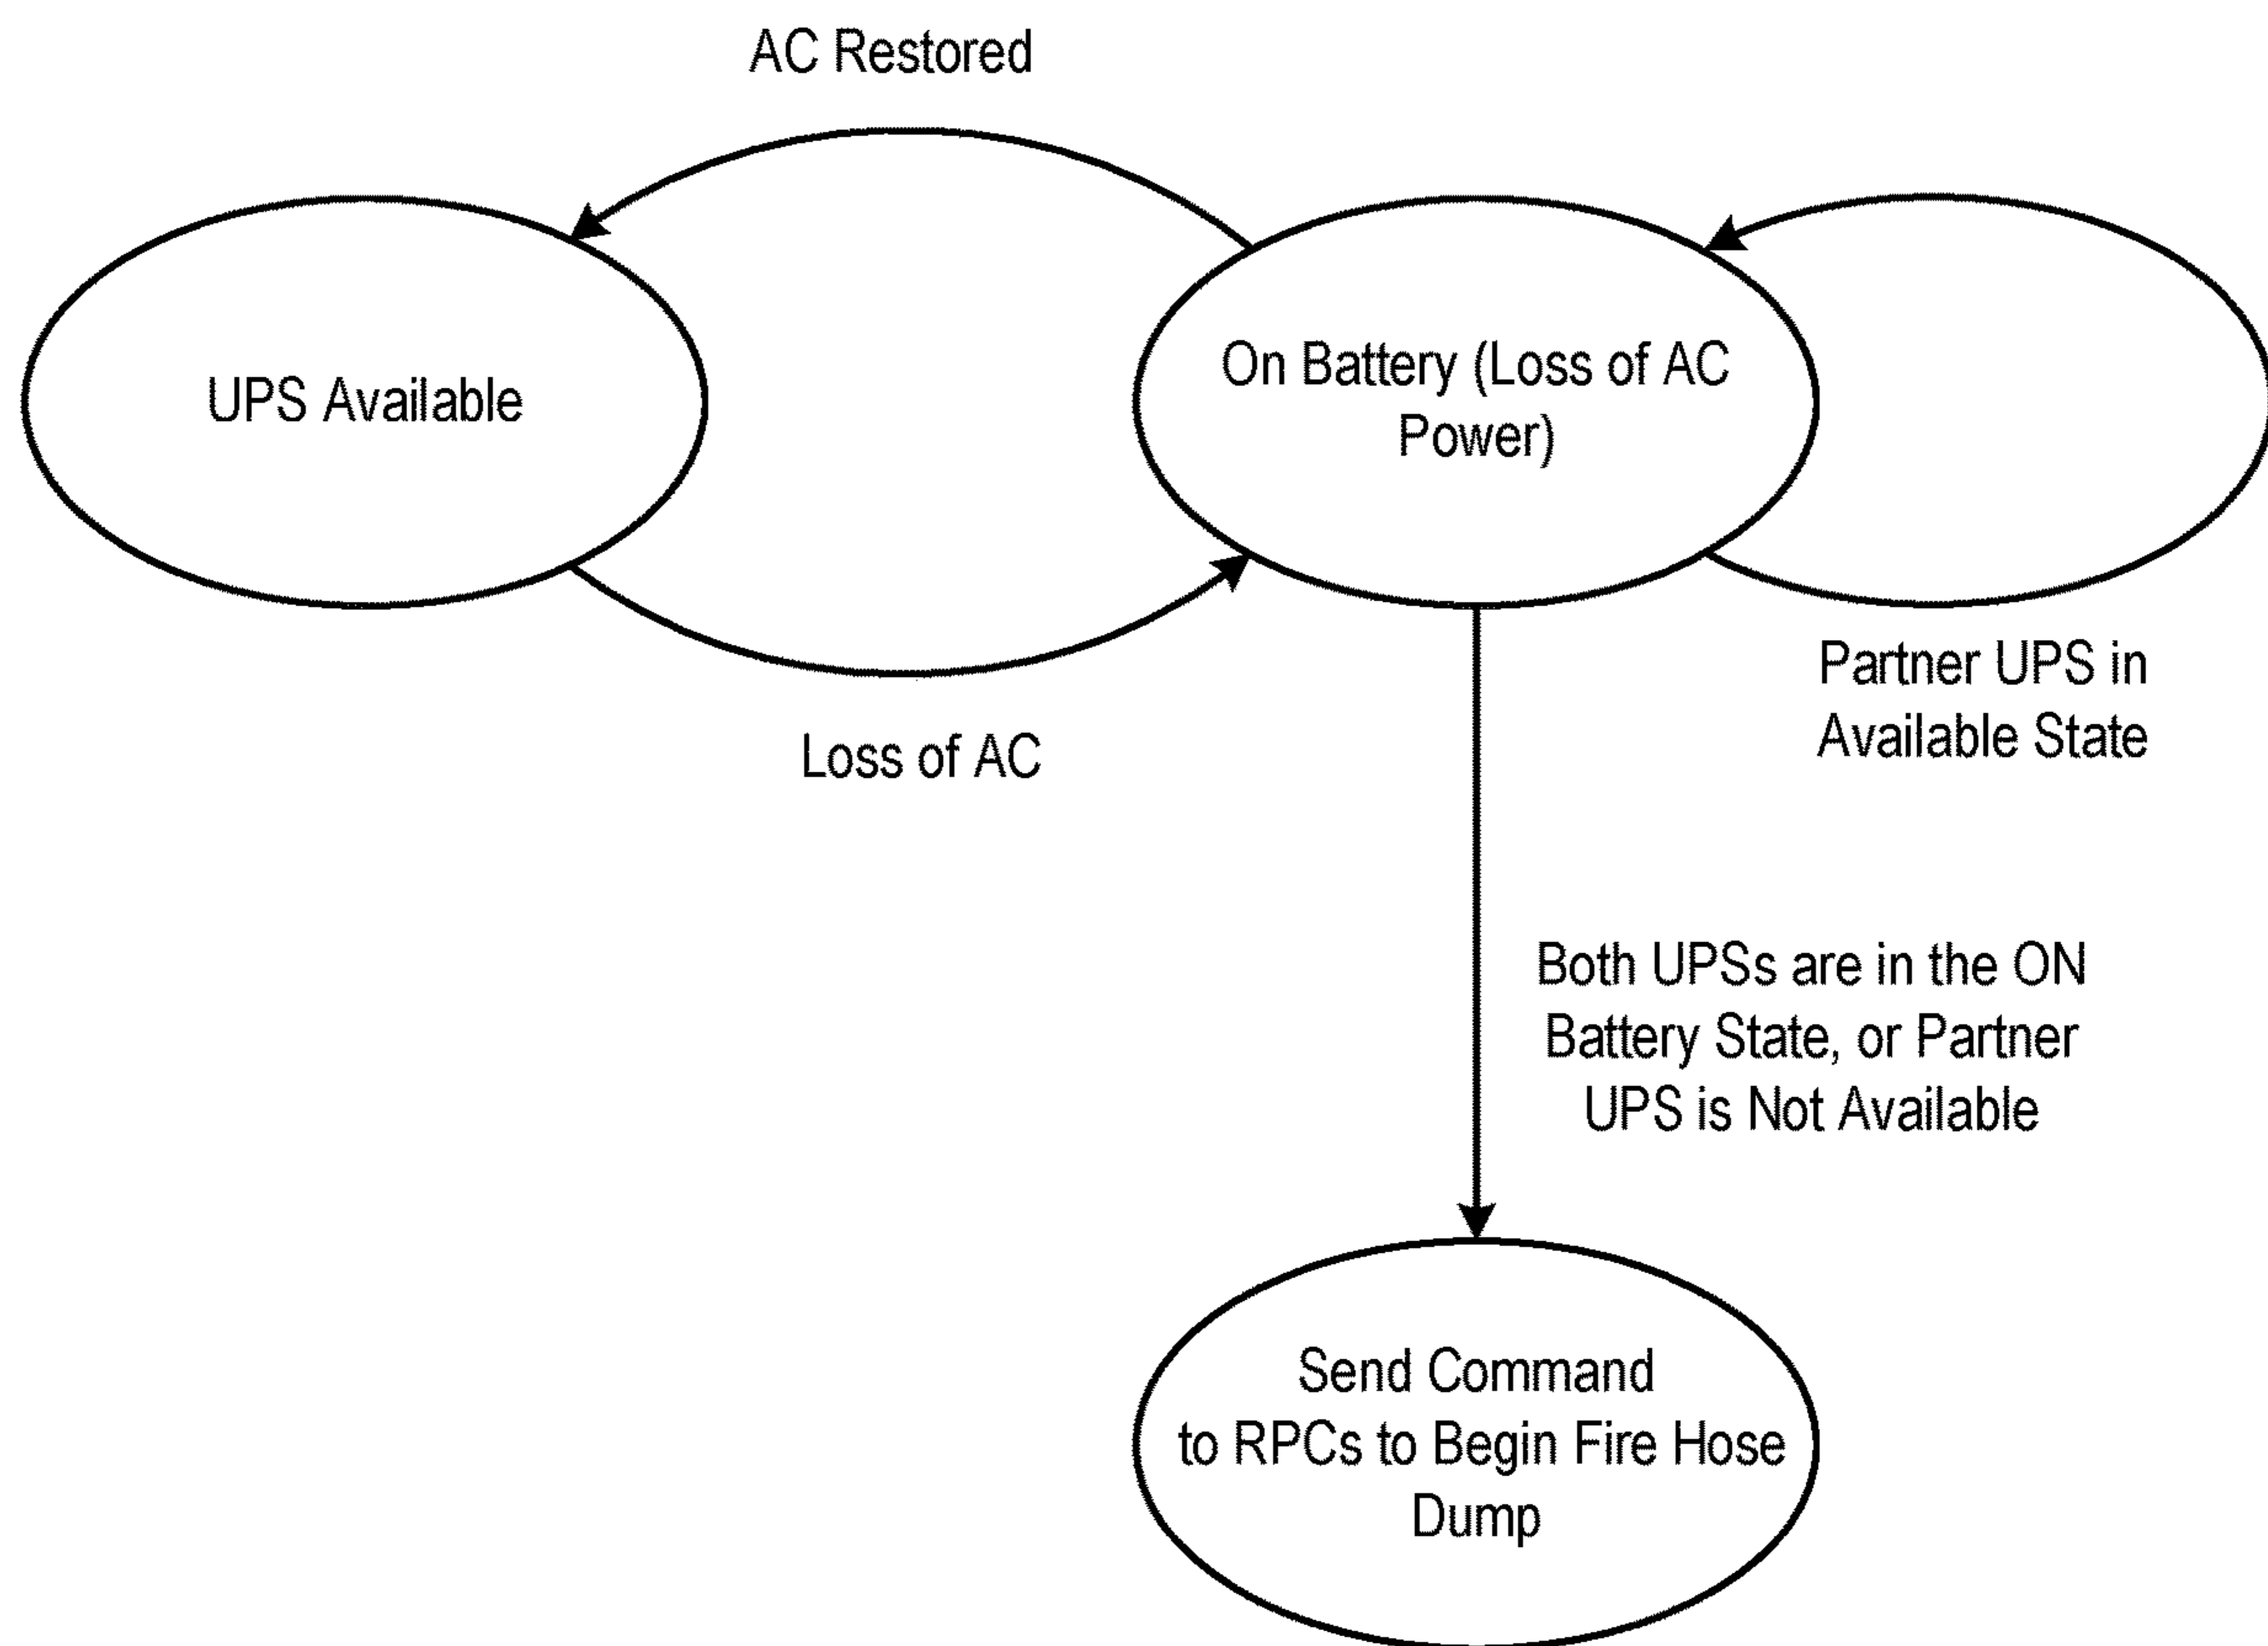 AC Restored
UPS Available
On Battery (Loss of AC
Power)
Loss of AC
Partner UPS in
Available State
Both UPSs are in the ON
Battery State, or Partner
UPS is Not Available
Send Command
to RPCs to Begin Fire Hose
Dump